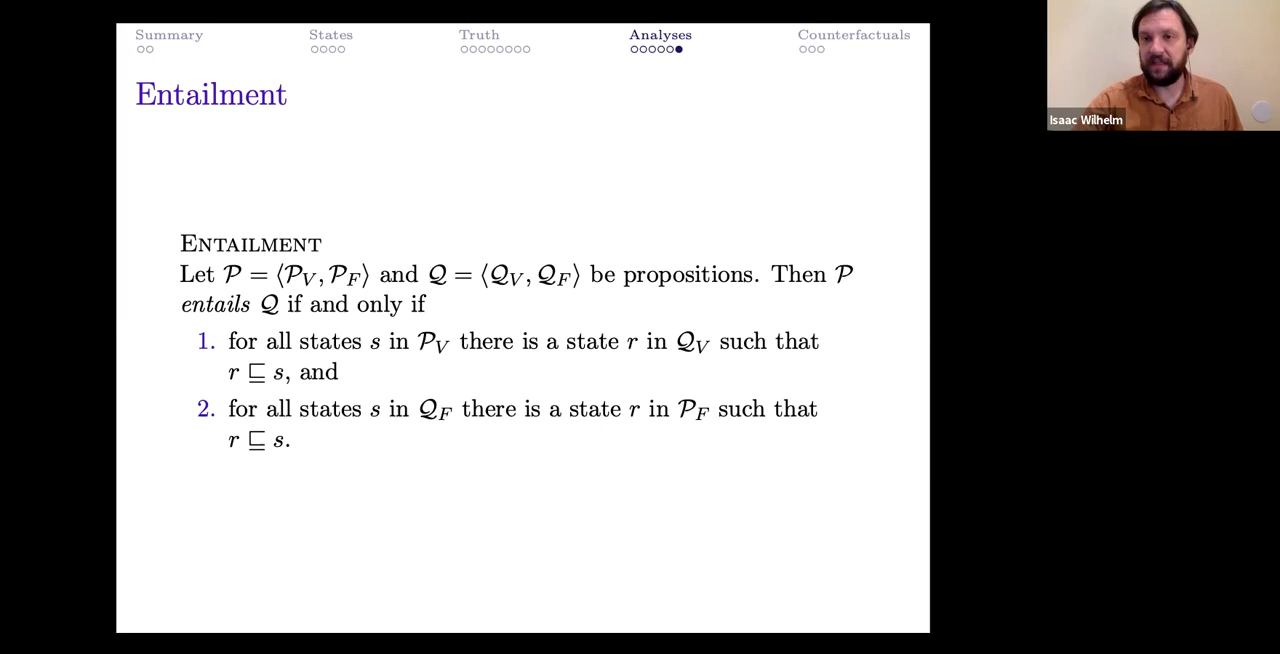 Summary States Truth Analyses Counterfactuals
Entailment
ENTAILMENT
Let 𝒫 = ⟨𝒫_V, 𝒫_F⟩ and 𝒬 = ⟨𝒬_V, 𝒬_F⟩ be propositions. Then 𝒫
entails 𝒬 if and only if
1. for all states s in 𝒫_V there is a state r in 𝒬_V such that
r ⊑ s, and
2. for all states s in 𝒬_F there is a state r in 𝒫_F such that
r ⊑ s.
Isaac Wilhelm